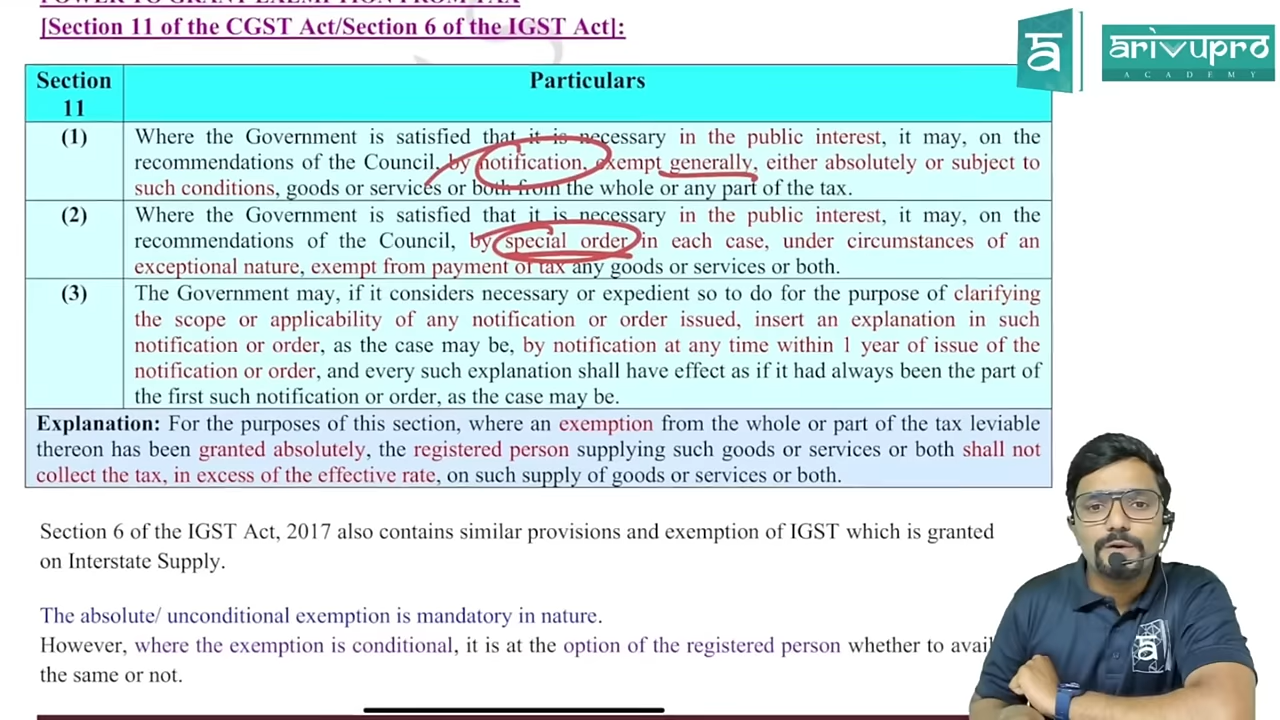 POWER TO GRANT EXEMPTION FROM TAX
[Section 11 of the CGST Act/Section 6 of the IGST Act]:
arivupro
ACADEMY
Section 11
Particulars
(1)
Where the Government is satisfied that it is necessary in the public interest, it may, on the
recommendations of the Council, by notification, exempt generally, either absolutely or subject to
such conditions, goods or services or both from the whole or any part of the tax.
(2)
Where the Government is satisfied that it is necessary in the public interest, it may, on the
recommendations of the Council, by special order in each case, under circumstances of an
exceptional nature, exempt from payment of tax any goods or services or both.
(3)
The Government may, if it considers necessary or expedient so to do for the purpose of clarifying
the scope or applicability of any notification or order issued, insert an explanation in such
notification or order, as the case may be, by notification at any time within 1 year of issue of the
notification or order, and every such explanation shall have effect as if it had always been the part of
the first such notification or order, as the case may be.
Explanation: For the purposes of this section, where an exemption from the whole or part of the tax leviable
thereon has been granted absolutely, the registered person supplying such goods or services or both shall not
collect the tax, in excess of the effective rate, on such supply of goods or services or both.
Section 6 of the IGST Act, 2017 also contains similar provisions and exemption of IGST which is granted
on Interstate Supply.
The absolute/ unconditional exemption is mandatory in nature.
However, where the exemption is conditional, it is at the option of the registered person whether to avail
the same or not.